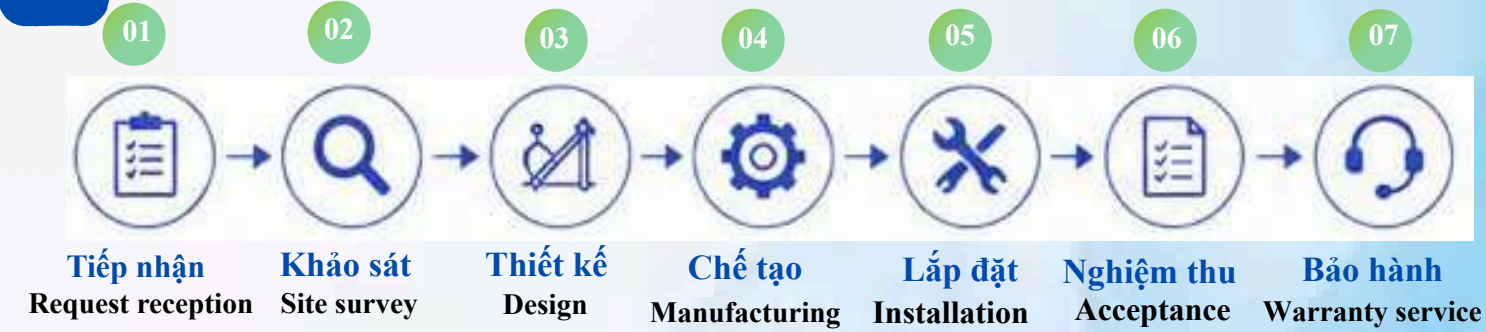 01 02 03 04 05 06 07
Tiếp nhận Khảo sát Thiết kế Chế tạo Lắp đặt Nghiệm thu Bảo hành
Request reception Site survey Design Manufacturing Installation Acceptance Warranty service